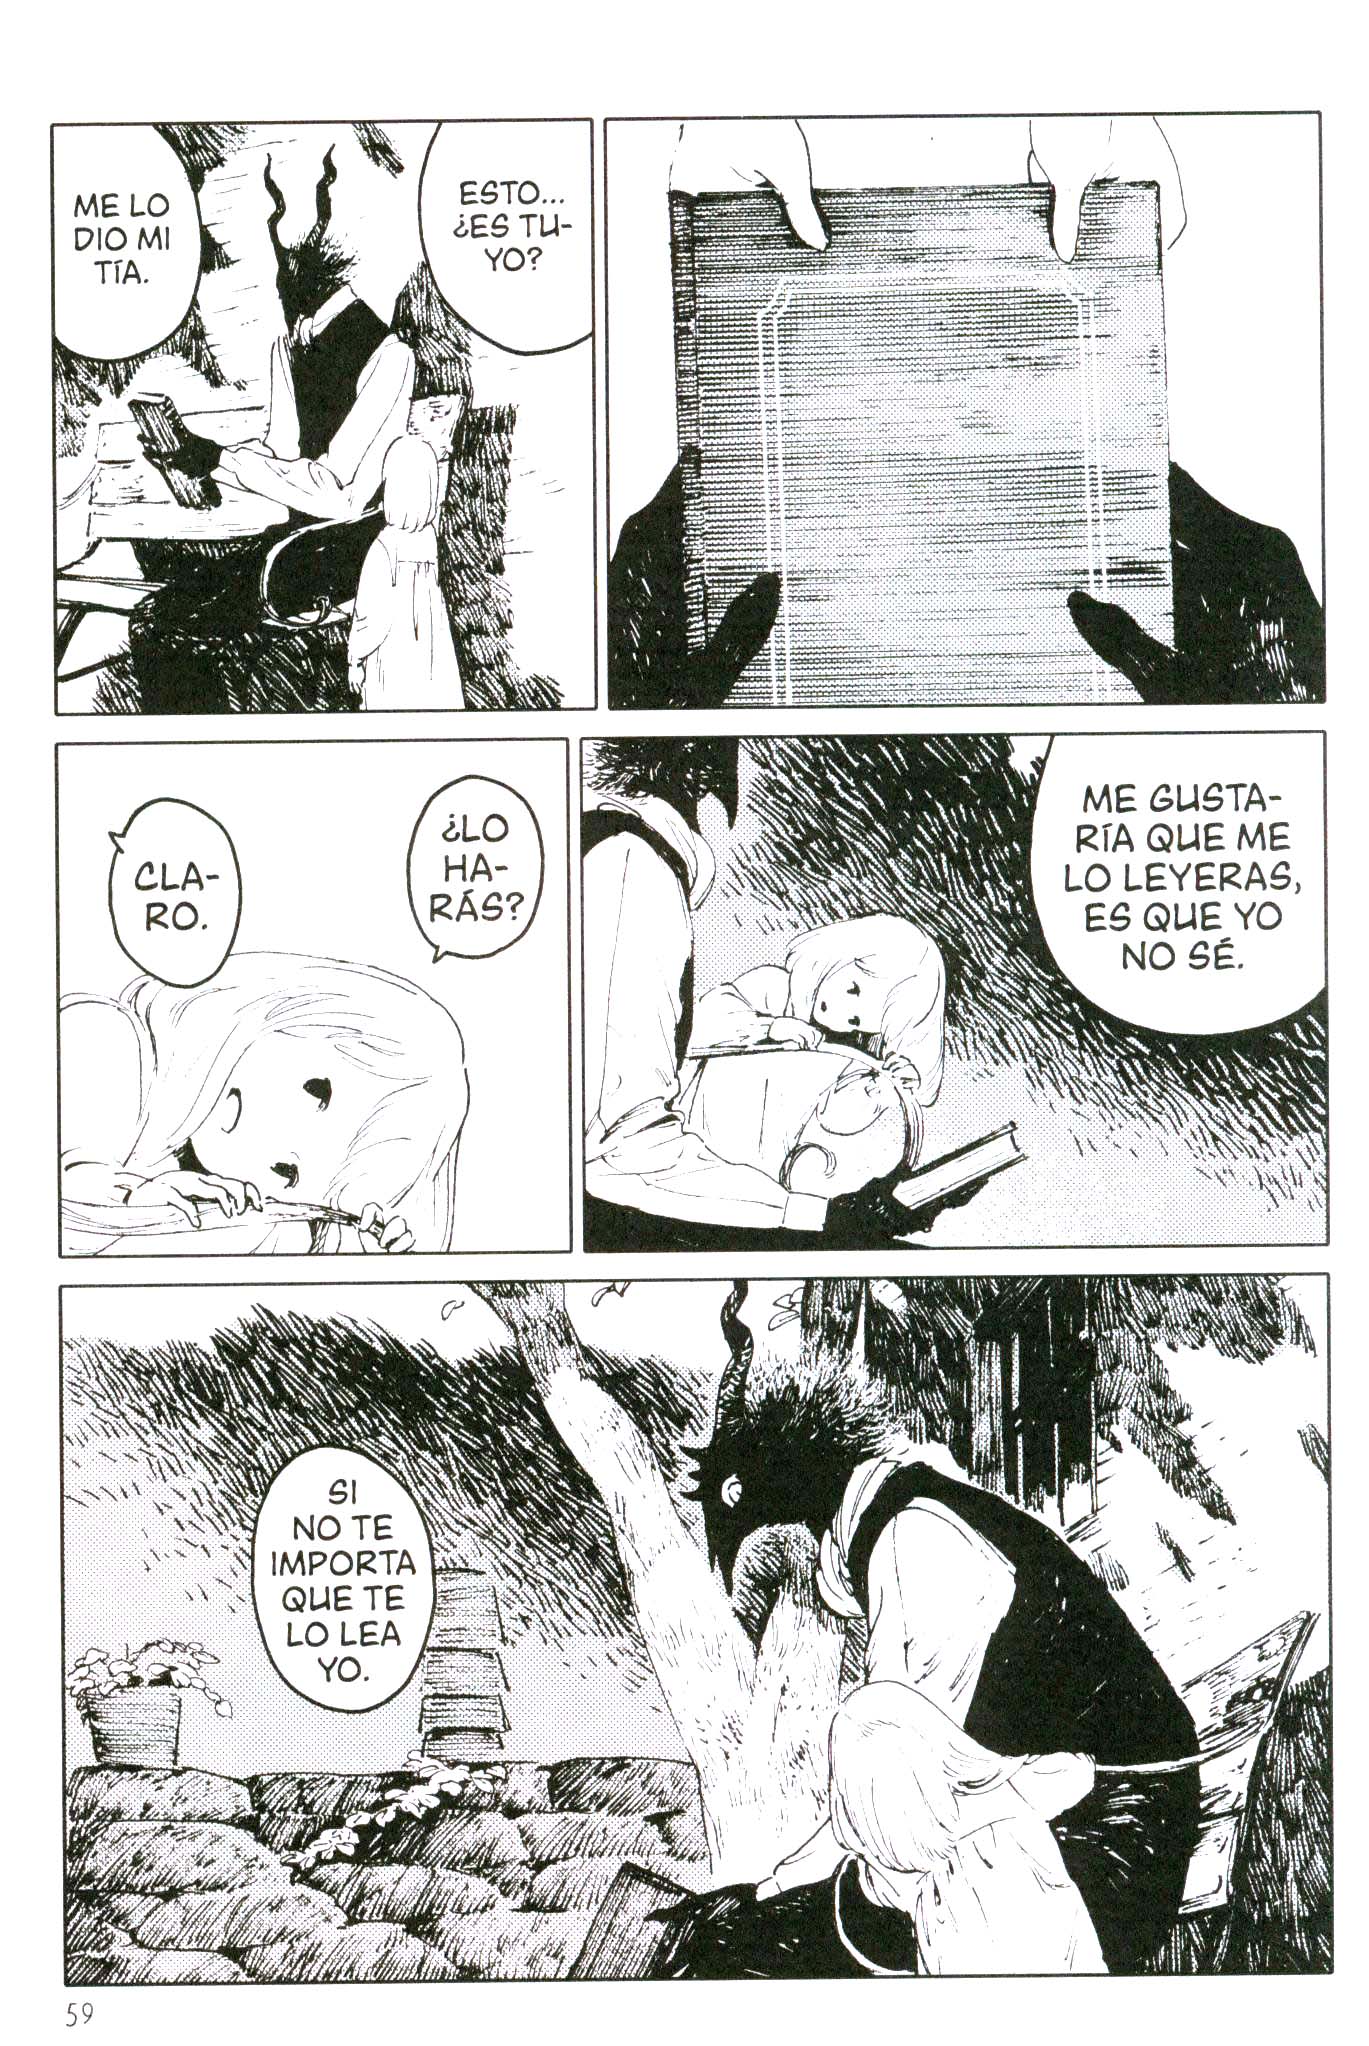 ESTO...
¿ES TU-
YO?
ME LO
DIO MI
TÍA.
ME GUSTA-
RÍA QUE ME
LO LEYERAS,
ES QUE YO
NO SÉ.
¿LO
HA-
RÁS?
CLA-
RO.
SI
NO TE
IMPORTA
QUE TE
LO LEA
YO.
59